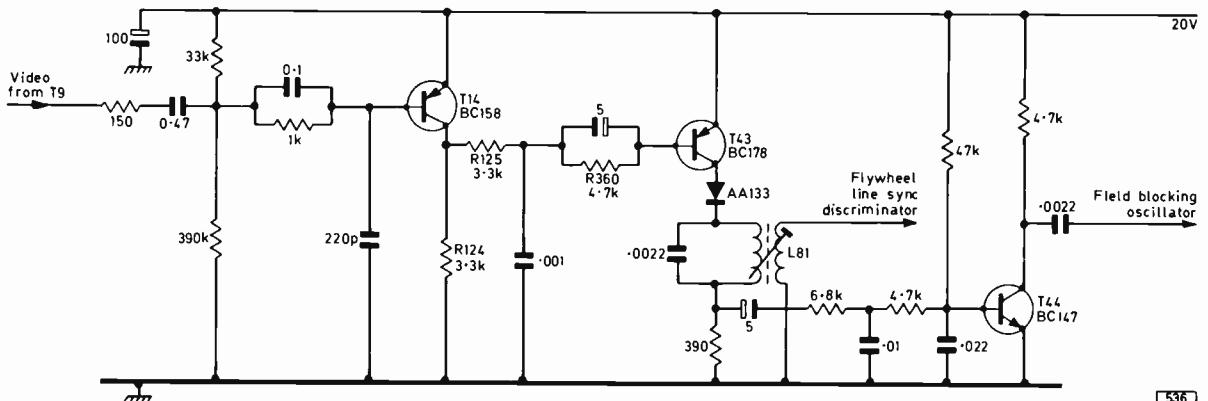 20V
100
33k
Video
from T9
0·1
T14
BC158
150
0·47
1k
5
T43
BC178
4·7k
R125
3·3k
R360
4·7k
47k
AA133
Flywheel
line sync
discriminator
·0022
Field blocking
oscillator
390k
220p
R124
3·3k
·001
·0022
L81
6·8k
4·7k
T44
BC147
5
390
·01
·022
536